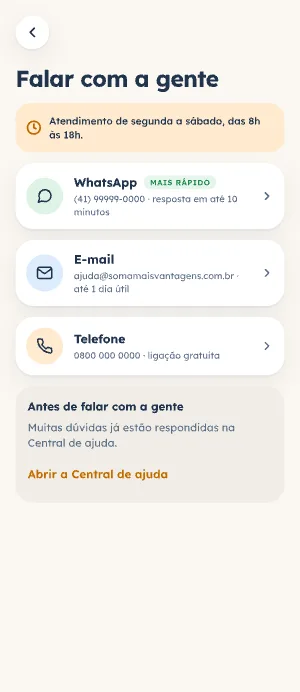 Falar com a gente
Atendimento de segunda a sábado, das 8h
às 18h.
WhatsApp MAIS RÁPIDO
(41) 99999-0000 · resposta em até 10
minutos
E-mail
ajuda@somamaisvantagens.com.br ·
até 1 dia útil
Telefone
0800 000 0000 · ligação gratuita
Antes de falar com a gente
Muitas dúvidas já estão respondidas na
Central de ajuda.
Abrir a Central de ajuda